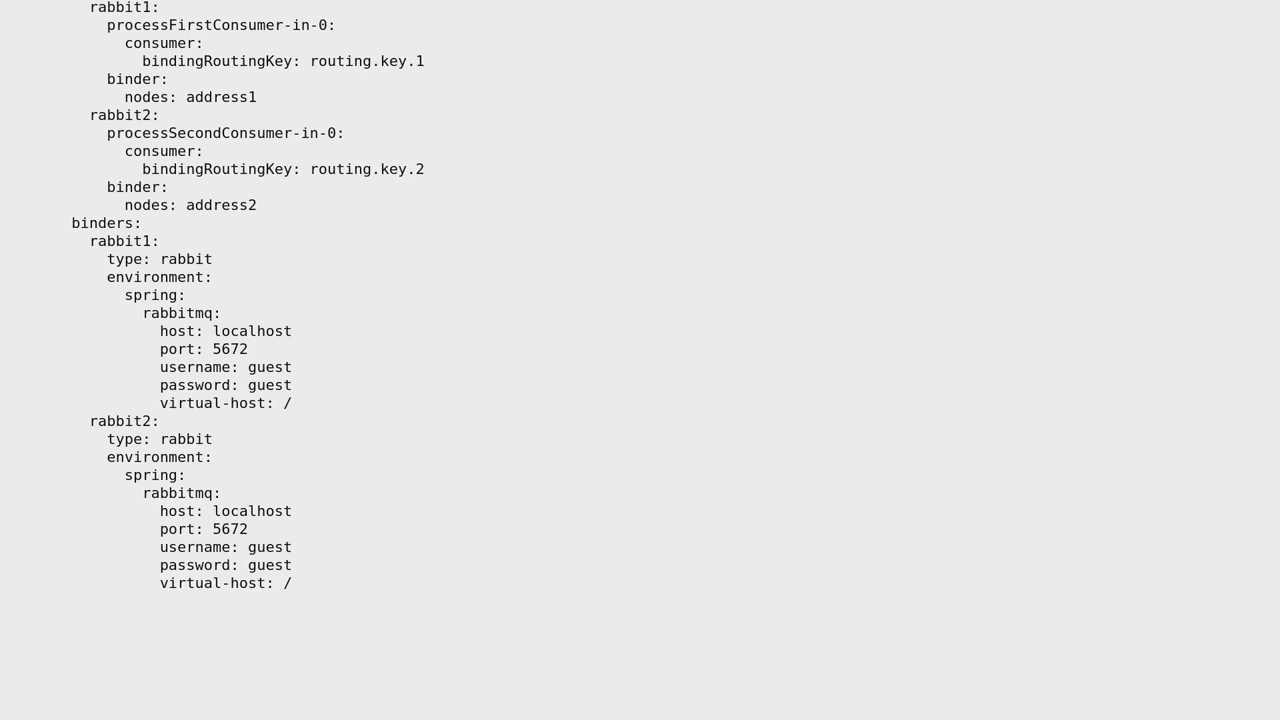 rabbit1:
  processFirstConsumer-in-0:
    consumer:
      bindingRoutingKey: routing.key.1
  binder:
    nodes: address1
rabbit2:
  processSecondConsumer-in-0:
    consumer:
      bindingRoutingKey: routing.key.2
  binder:
    nodes: address2
binders:
  rabbit1:
    type: rabbit
    environment:
      spring:
        rabbitmq:
          host: localhost
          port: 5672
          username: guest
          password: guest
          virtual-host: /
  rabbit2:
    type: rabbit
    environment:
      spring:
        rabbitmq:
          host: localhost
          port: 5672
          username: guest
          password: guest
          virtual-host: /